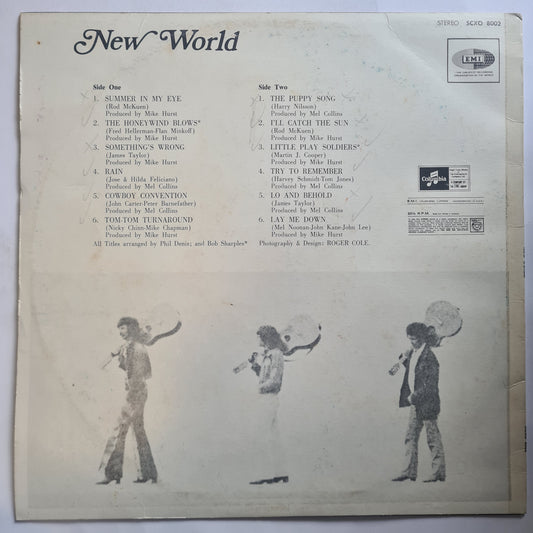 STEREO SCXO 8002
New World
EMI
Side One
1. SUMMER IN MY EYE
(Rod McKuen)
Produced by Mike Hurst
2. THE HONEYWIND BLOWS*
(Fred Hellerman-Flan Minkoff)
Produced by Mike Hurst
3. SOMETHING'S WRONG
(James Taylor)
Produced by Mike Hurst
4. RAIN
(Jose & Hilda Feliciano)
Produced by Mel Collins
5. COWBOY CONVENTION
(John Carter-Peter Barnsfather)
Produced by Mel Collins
6. TOM-TOM TURNAROUND
(Nicky Chinn-Mike Chapman)
Produced by Mike Hurst
All Titles arranged by Phil Denis; and Bob Sharples*
Side Two
1. THE PUPPY SONG
(Harry Nilsson)
Produced by Mel Collins
2. I'LL CATCH THE SUN
(Rod McKuen)
Produced by Mike Hurst
3. LITTLE PLAY SOLDIERS*
(Martin J. Cooper)
Produced by Mike Hurst
4. TRY TO REMEMBER
(Harvey Schmidt-Tom Jones)
Produced by Mel Collins
5. LO AND BEHOLD
(James Taylor)
Produced by Mel Collins
6. LAY ME DOWN
(Mel Noonan-John Kane-John Lee)
Produced by Mike Hurst
Photography & Design: ROGER COLE.
Columbia